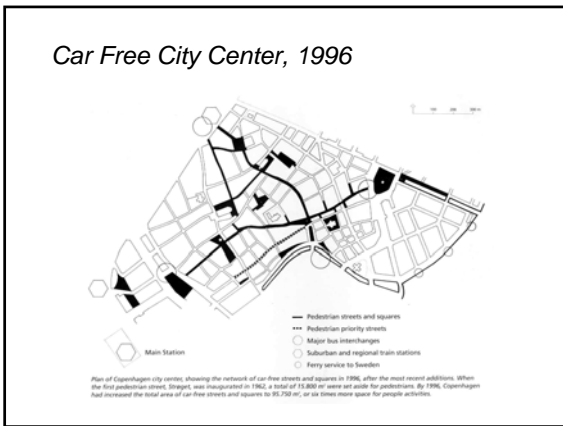 Car Free City Center, 1996
100 200 300 m
Pedestrian streets and squares
Pedestrian priority streets
Major bus interchanges
Suburban and regional train stations
Ferry service to Sweden
Main Station
Plan of Copenhagen city center, showing the network of car-free streets and squares in 1996, after the most recent additions. When
the first pedestrian street, Strøget, was inaugurated in 1962, a total of 15.800 m² were set aside for pedestrians. By 1996, Copenhagen
had increased the total area of car-free streets and squares to 95.750 m², or six times more space for people activities.